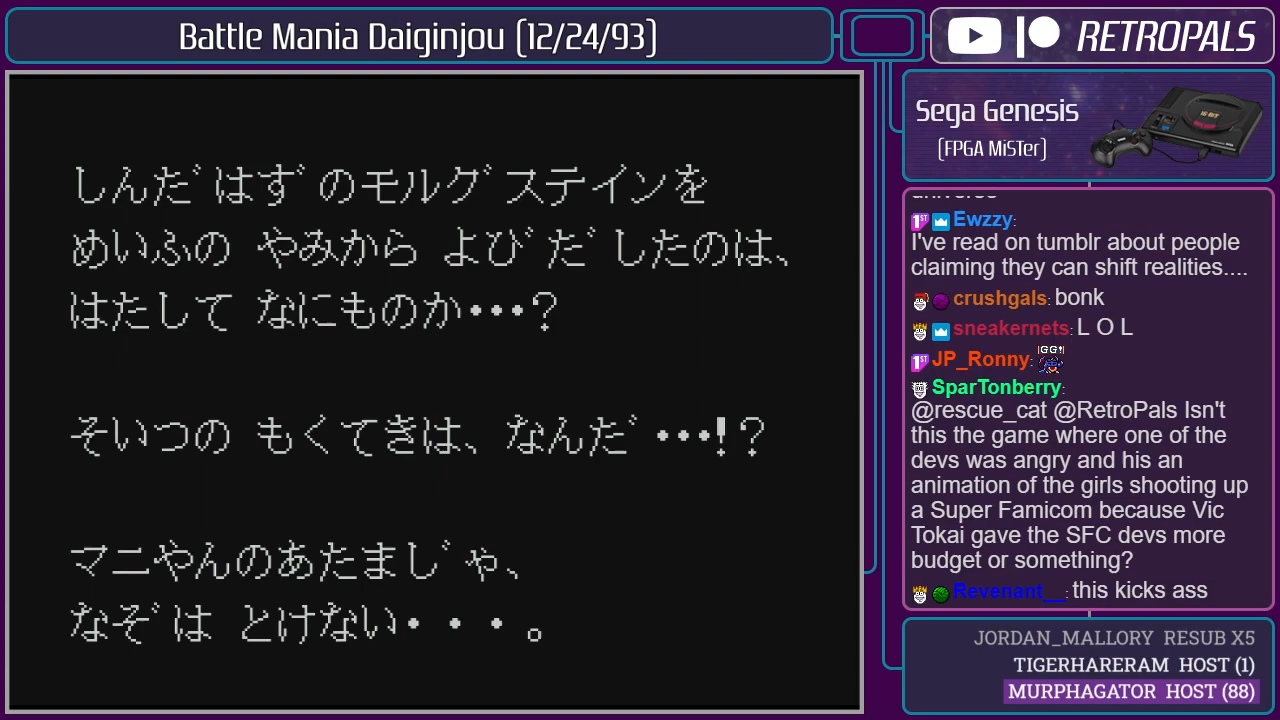 Battle Mania Daiginjou (12/24/93)
RETROPALS
Sega Genesis
(FPGA MiSTer)
16-BIT
しんだはずのモルグステインを
めいふの やみから よびだしたのは、
はたして なにものか・・・？
そいつの もくてきは、なんだ・・・！？
マニやんのあたまじゃ、
なぞは とけない・・・。
universe
Ewzzy:
I've read on tumblr about people
claiming they can shift realities....
crushgals: bonk
sneakernets: L O L
JP_Ronny: GG!
SparTonberry:
@rescue_cat @RetroPals Isn't
this the game where one of the
devs was angry and his an
animation of the girls shooting up
a Super Famicom because Vic
Tokai gave the SFC devs more
budget or something?
Revenant__: this kicks ass
JORDAN_MALLORY RESUB X5
TIGERHARERAM HOST (1)
MURPHAGATOR HOST (88)